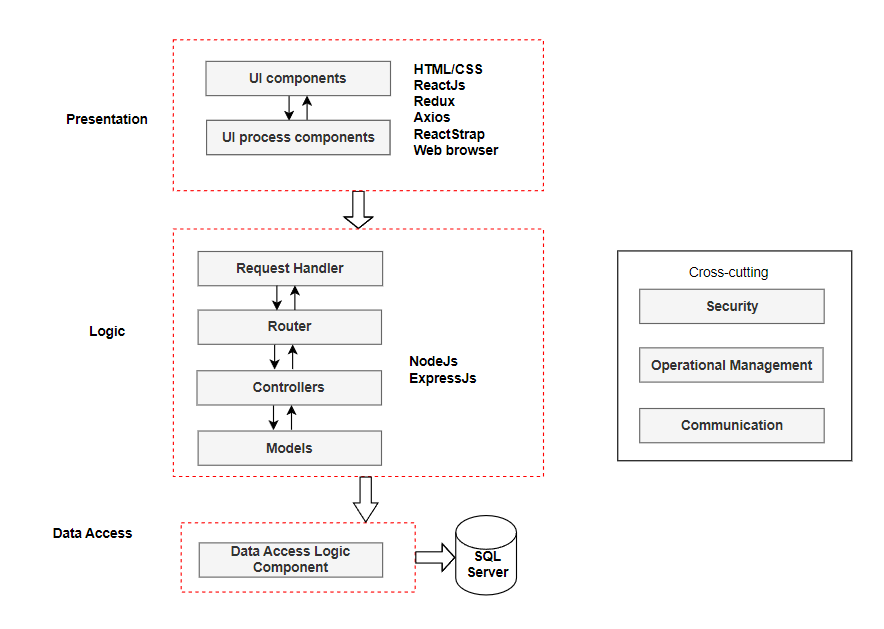 Presentation
UI components
UI process components
HTML/CSS
ReactJs
Redux
Axios
ReactStrap
Web browser
Logic
Request Handler
Router
Controllers
Models
NodeJs
ExpressJs
Cross-cutting
Security
Operational Management
Communication
Data Access
Data Access Logic
Component
SQL
Server